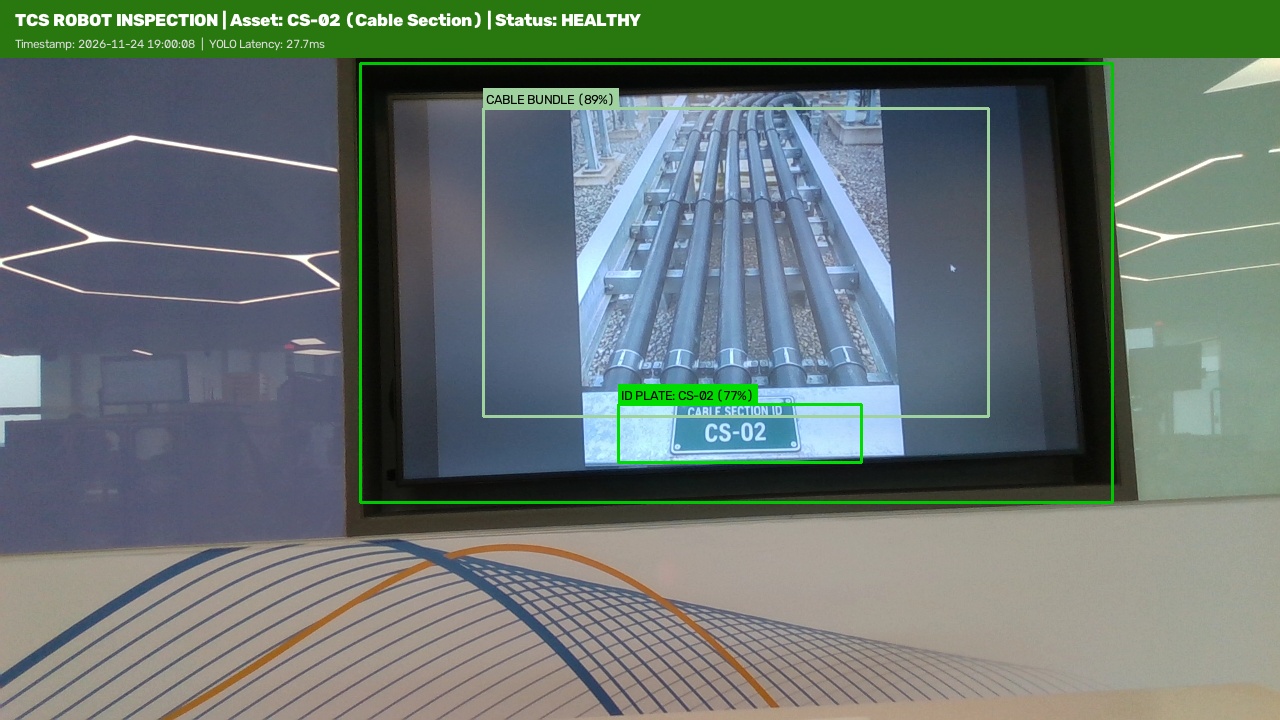 TCS ROBOT INSPECTION | Asset: CS-02 (Cable Section) | Status: HEALTHY
Timestamp: 2026-11-24 19:00:08 | YOLO Latency: 27.7ms
CABLE BUNDLE (89%)
ID PLATE: CS-02 (77%)
CABLE SECTION ID
CS-02